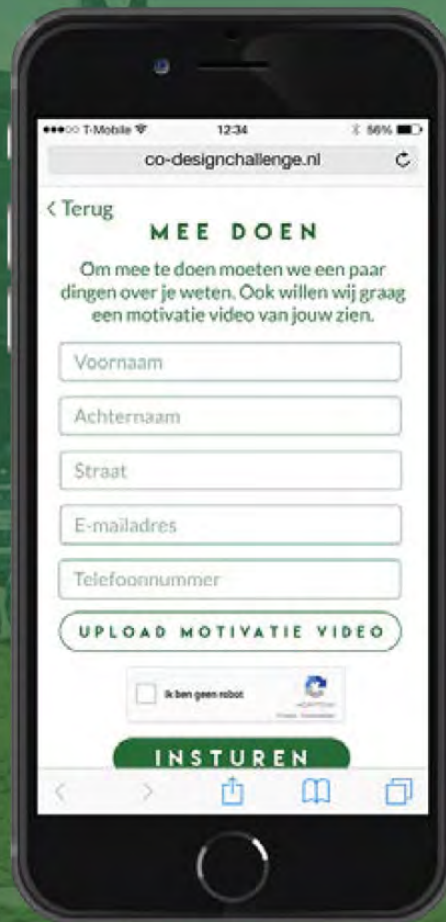 T-Mobile 12:34 56%
co-designchallenge.nl
< Terug
MEE DOEN
Om mee te doen moeten we een paar
dingen over je weten. Ook willen wij graag
een motivatie video van jouw zien.
Voornaam
Achternaam
Straat
E-mailadres
Telefoonnummer
UPLOAD MOTIVATIE VIDEO
Ik ben geen robot
INSTUREN